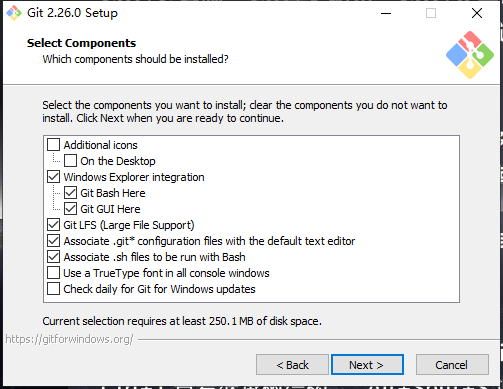 Git 2.26.0 Setup
Select Components
Which components should be installed?
Select the components you want to install; clear the components you do not want to
install. Click Next when you are ready to continue.
Additional icons
On the Desktop
Windows Explorer integration
Git Bash Here
Git GUI Here
Git LFS (Large File Support)
Associate .git* configuration files with the default text editor
Associate .sh files to be run with Bash
Use a TrueType font in all console windows
Check daily for Git for Windows updates
Current selection requires at least 250.1 MB of disk space.
https://gitforwindows.org/
< Back
Next >
Cancel